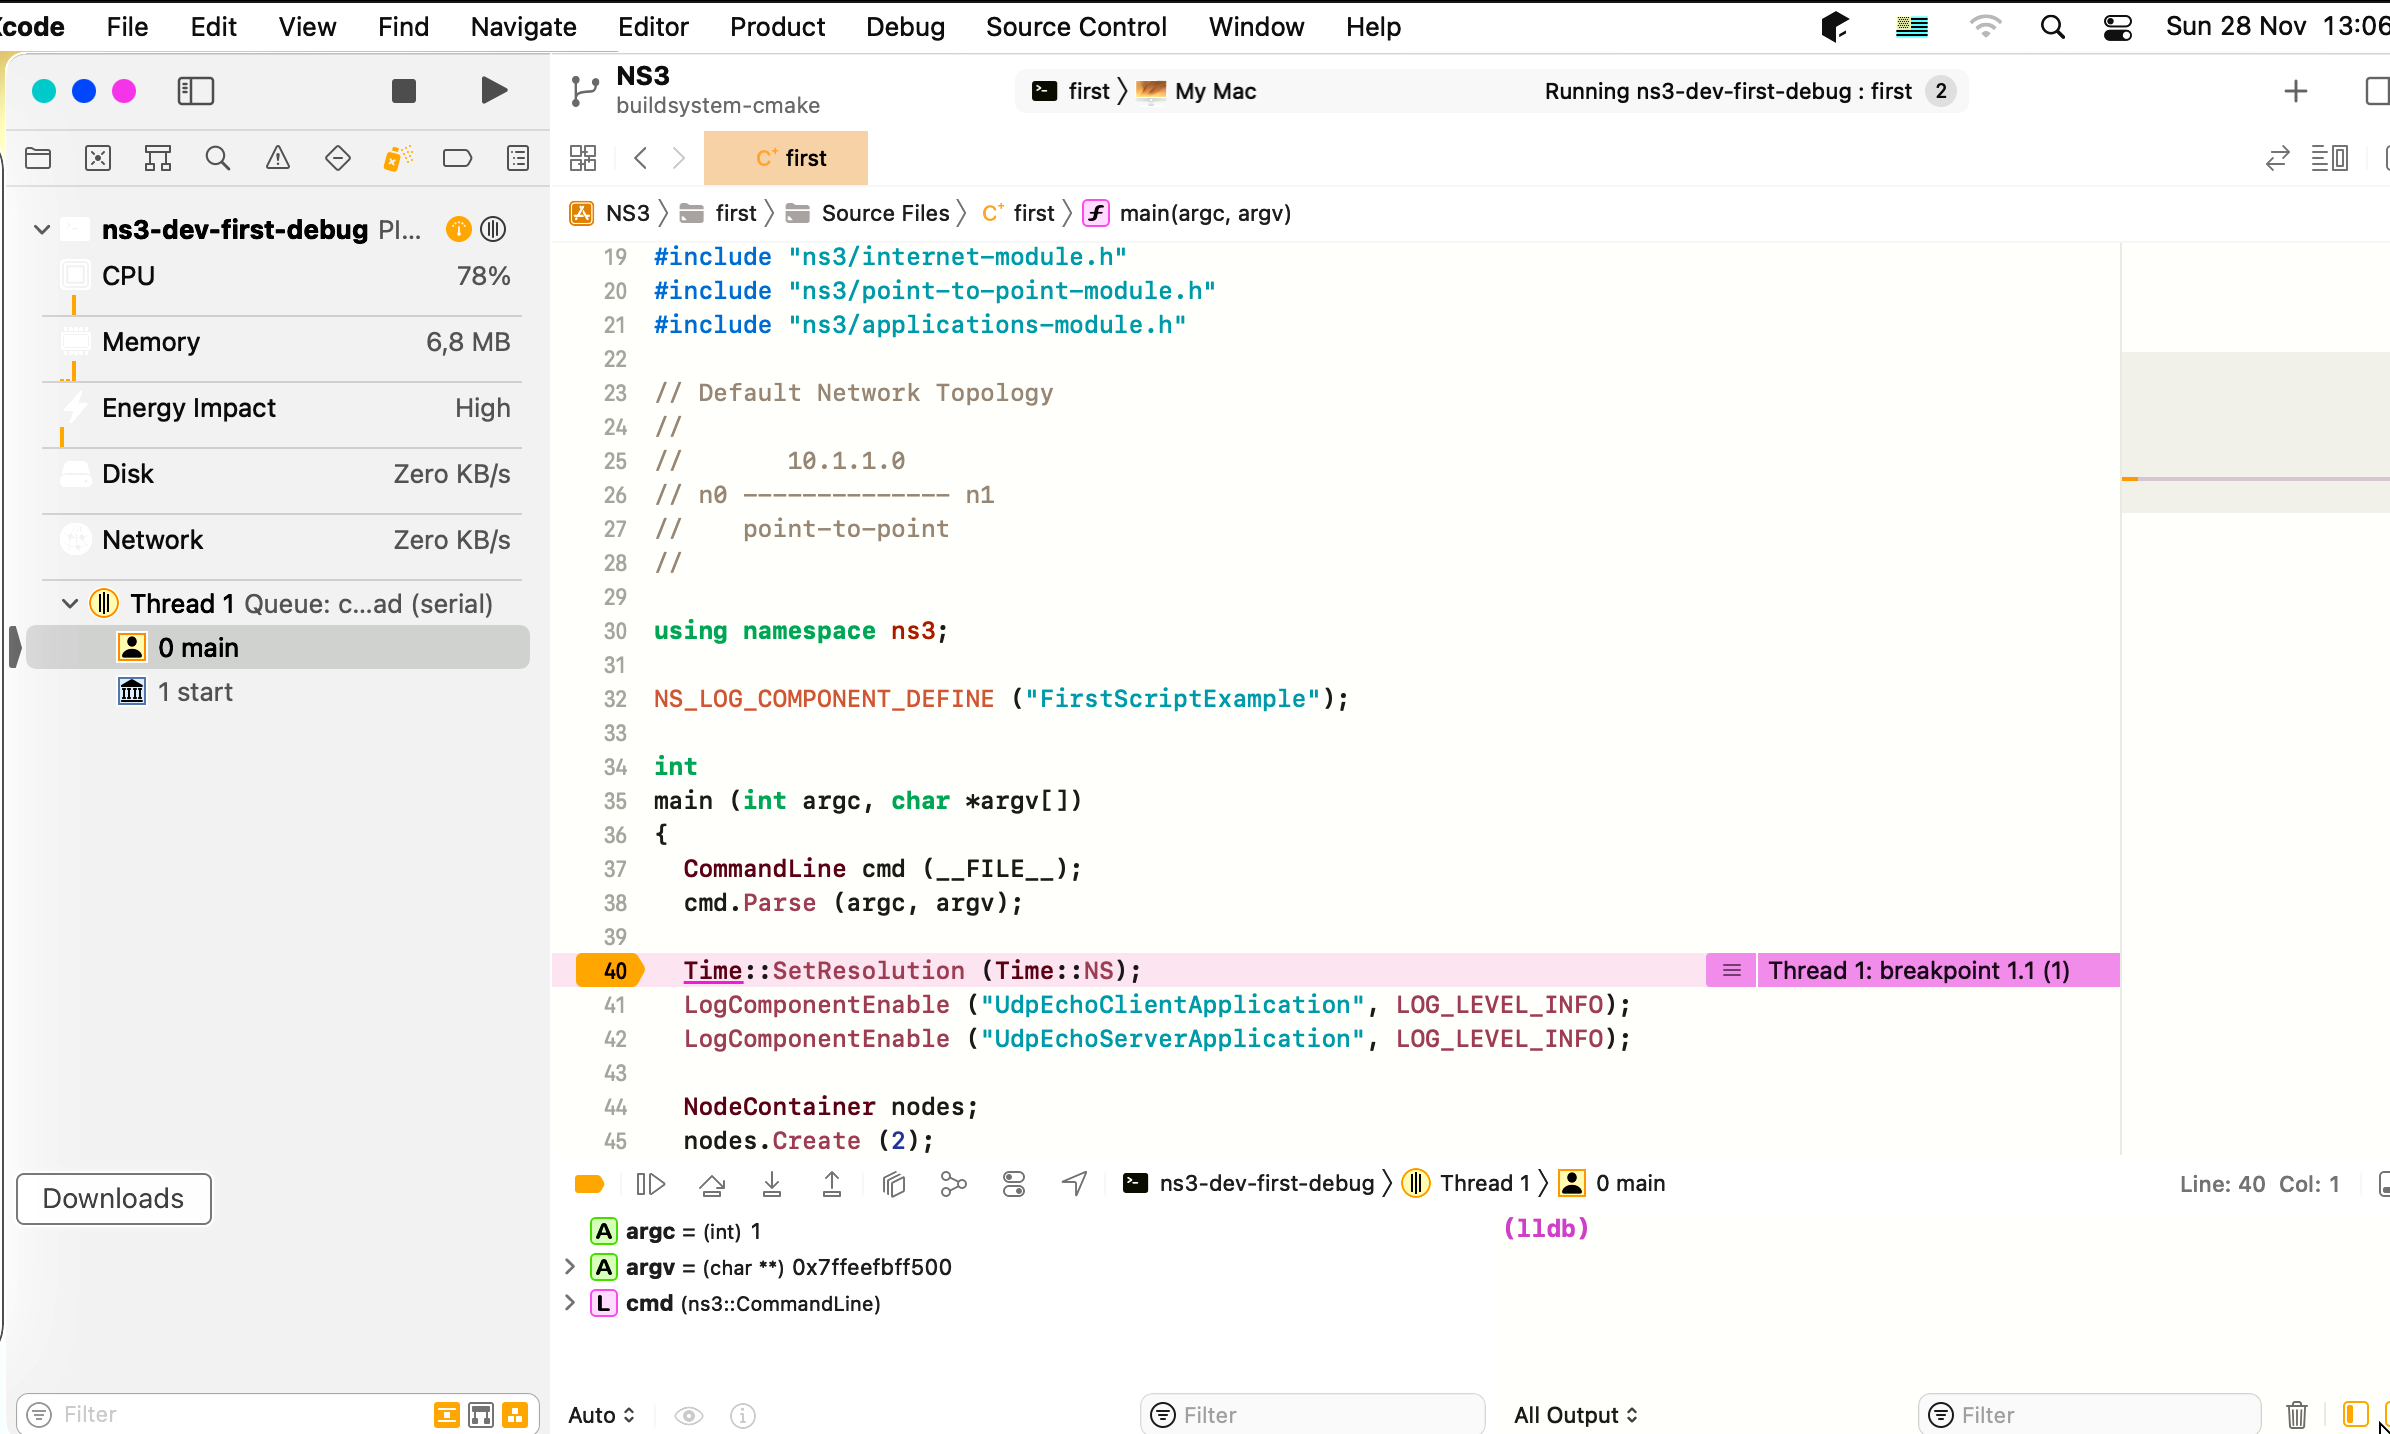 code File Edit View Find Navigate Editor Product Debug Source Control Window Help Sun 28 Nov 13:06
NS3
buildsystem-cmake
first My Mac
Running ns3-dev-first-debug : first 2
first
NS3 first Source Files first main(argc, argv)
ns3-dev-first-debug Pl...
CPU 78%
Memory 6,8 MB
Energy Impact High
Disk Zero KB/s
Network Zero KB/s
Thread 1 Queue: c...ad (serial)
0 main
1 start
Downloads
Filter
19 #include "ns3/internet-module.h"
20 #include "ns3/point-to-point-module.h"
21 #include "ns3/applications-module.h"
22
23 // Default Network Topology
24 //
25 // 10.1.1.0
26 // n0 -------------- n1
27 // point-to-point
28 //
29
30 using namespace ns3;
31
32 NS_LOG_COMPONENT_DEFINE ("FirstScriptExample");
33
34 int
35 main (int argc, char *argv[])
36 {
37 CommandLine cmd (__FILE__);
38 cmd.Parse (argc, argv);
39
40 Time::SetResolution (Time::NS); Thread 1: breakpoint 1.1 (1)
41 LogComponentEnable ("UdpEchoClientApplication", LOG_LEVEL_INFO);
42 LogComponentEnable ("UdpEchoServerApplication", LOG_LEVEL_INFO);
43
44 NodeContainer nodes;
45 nodes.Create (2);
ns3-dev-first-debug Thread 1 0 main Line: 40 Col: 1
A argc = (int) 1
A argv = (char **) 0x7ffeefbff500
L cmd (ns3::CommandLine)
(lldb)
Auto Filter All Output Filter